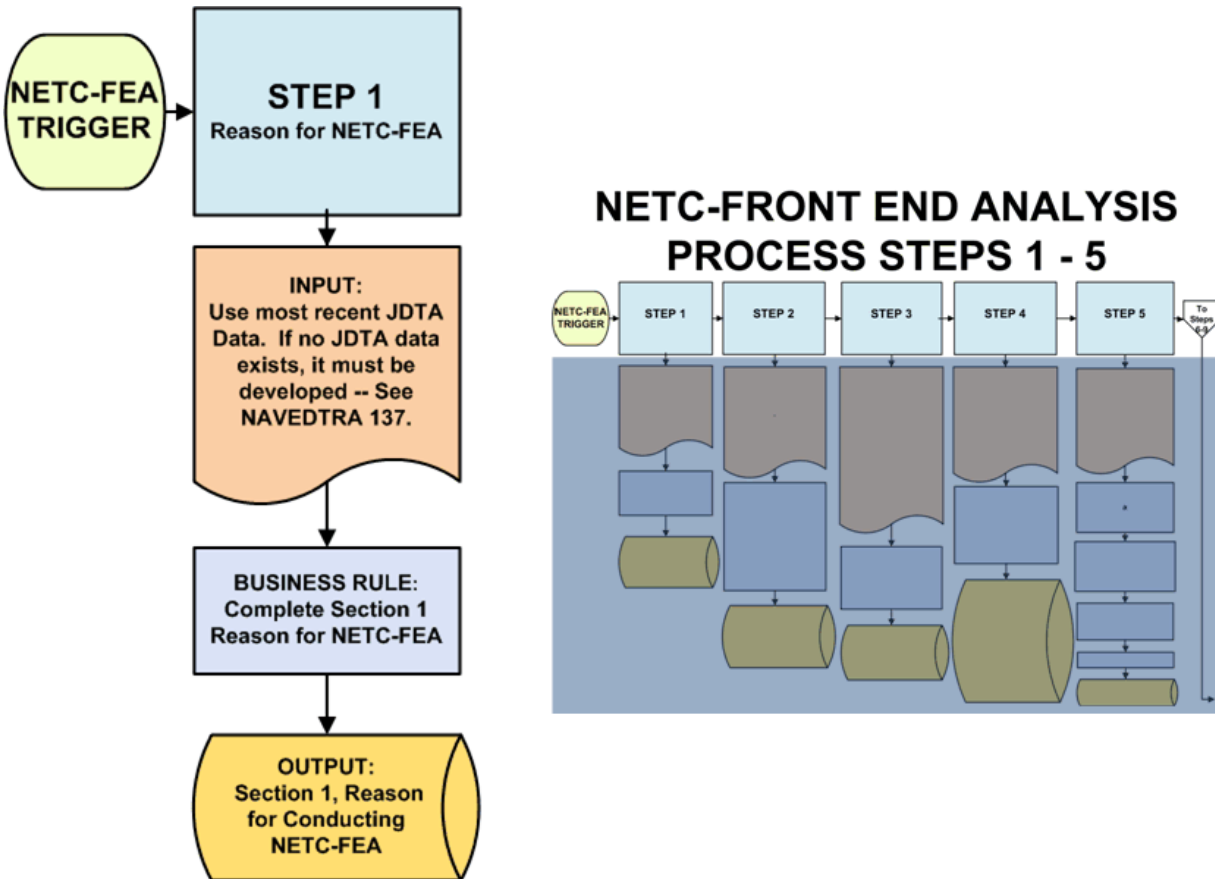 NETC-FEA
TRIGGER
STEP 1
Reason for NETC-FEA
INPUT:
Use most recent JDTA
Data. If no JDTA data
exists, it must be
developed -- See
NAVEDTRA 137.
BUSINESS RULE:
Complete Section 1
Reason for NETC-FEA
OUTPUT:
Section 1, Reason
for Conducting
NETC-FEA
NETC-FRONT END ANALYSIS
PROCESS STEPS 1 - 5
NETC-FEA
TRIGGER
STEP 1
STEP 2
STEP 3
STEP 4
STEP 5
To
Steps
6-9
a